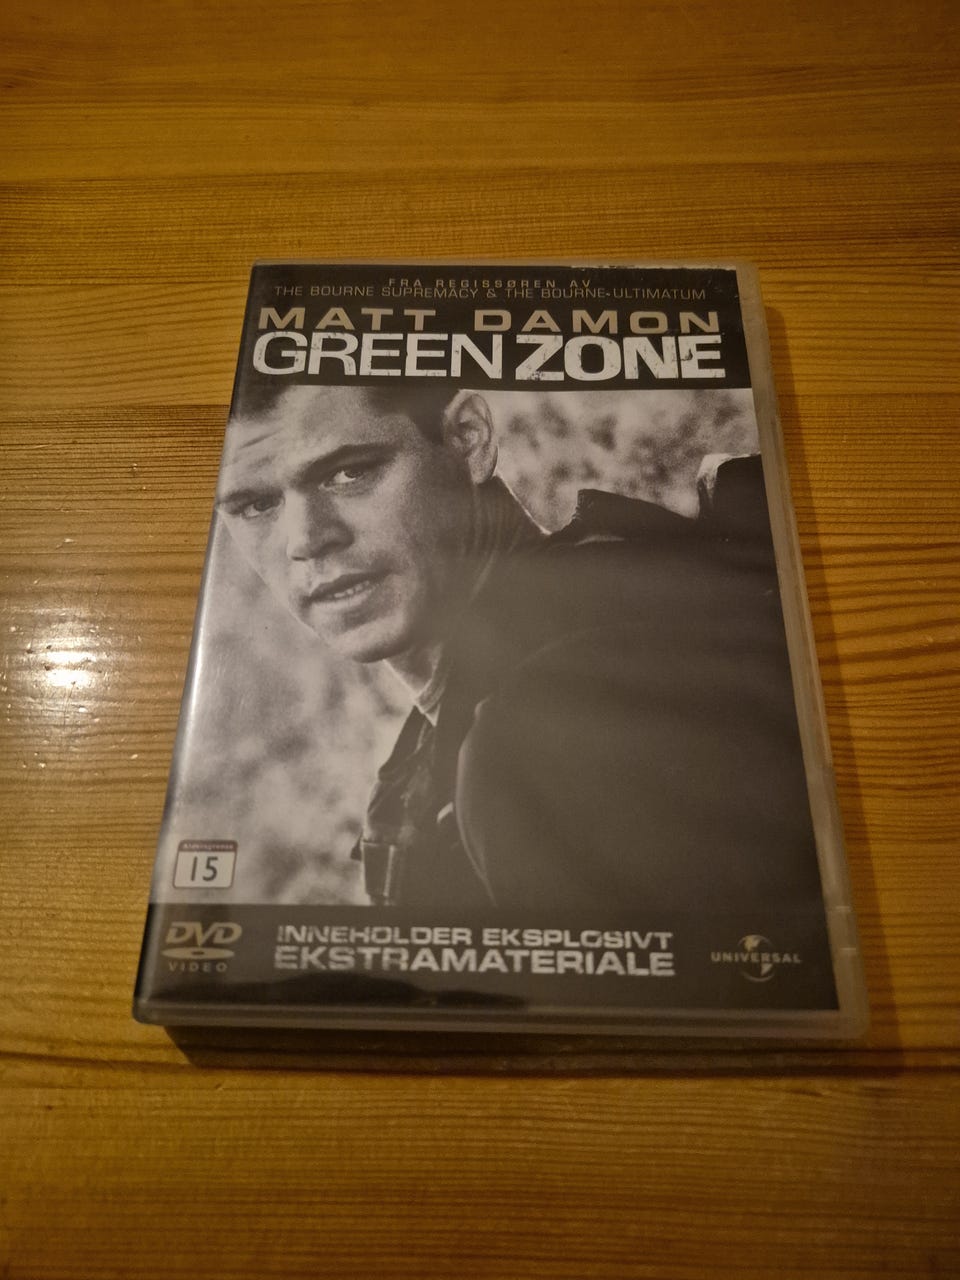 FRA REGISSØREN AV
THE BOURNE SUPREMACY & THE BOURNE ULTIMATUM
MATT DAMON
GREEN ZONE
Aldersgrense
15
DVD
VIDEO
INNEHOLDER EKSPLOSIVT
EKSTRAMATERIALE
UNIVERSAL